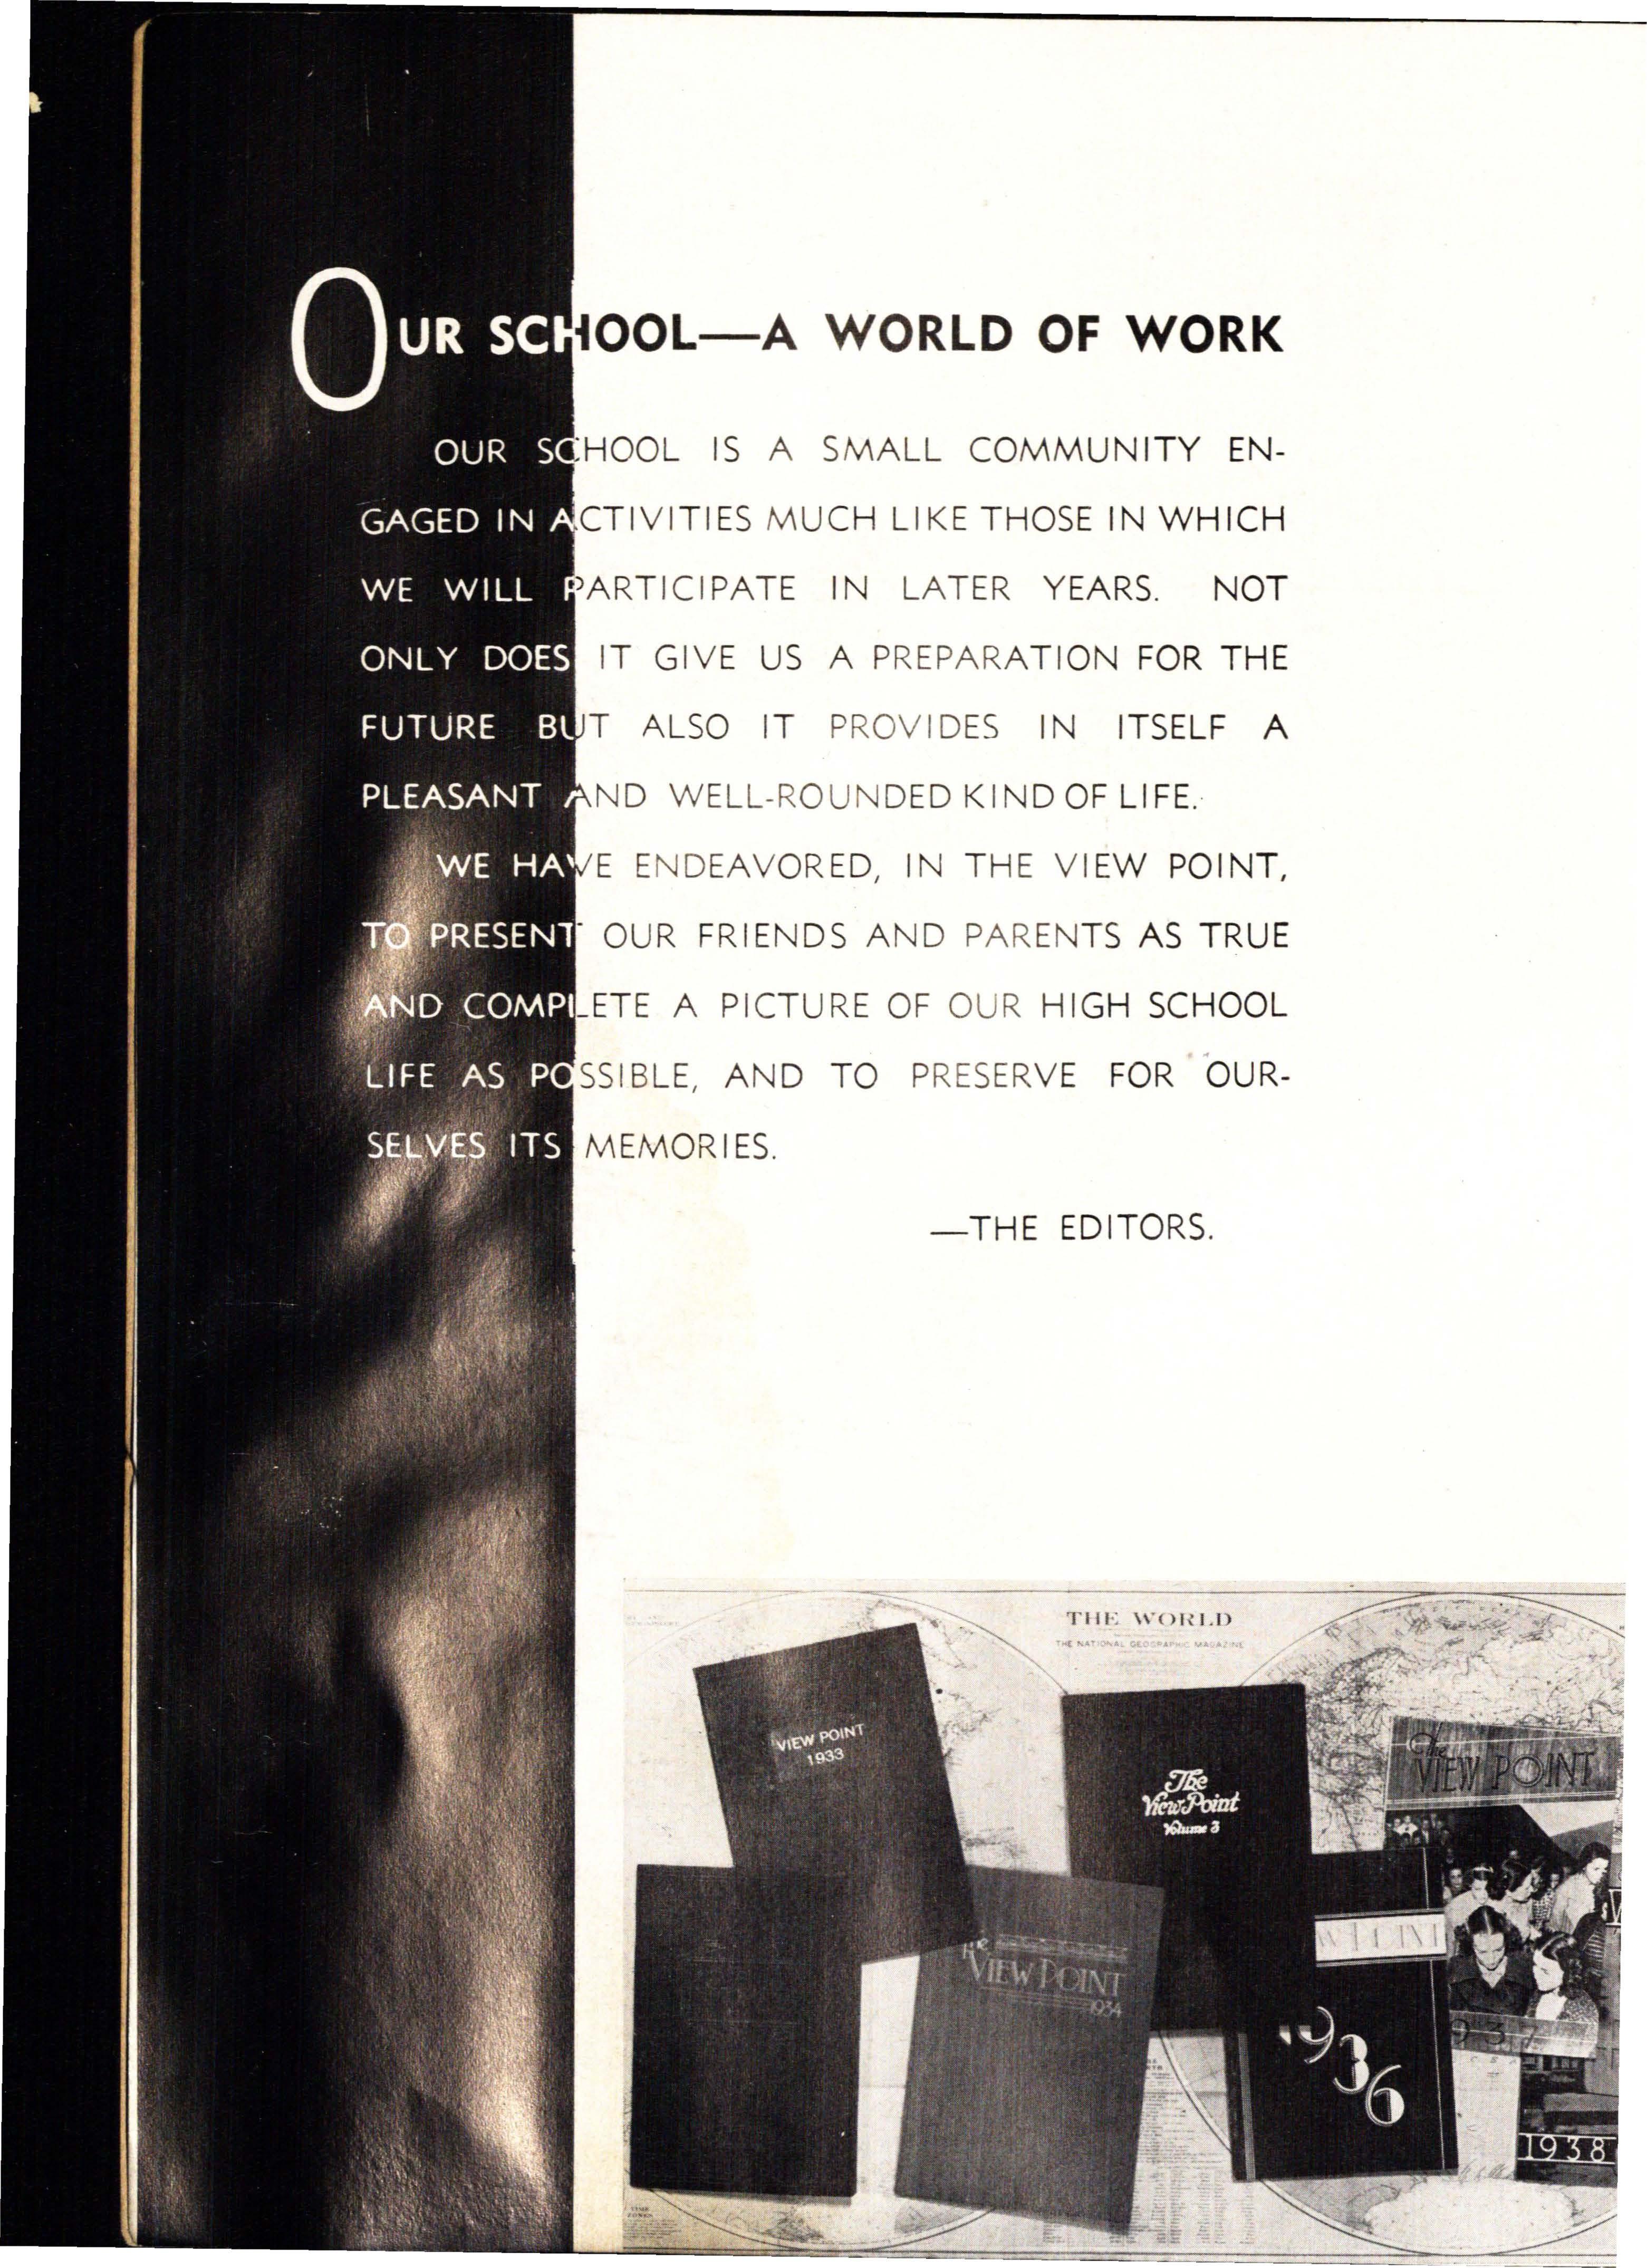 OUR SCHOOL—A WORLD OF WORK
OUR SCHOOL IS A SMALL COMMUNITY EN-
GAGED IN ACTIVITIES MUCH LIKE THOSE IN WHICH
WE WILL PARTICIPATE IN LATER YEARS. NOT
ONLY DOES IT GIVE US A PREPARATION FOR THE
FUTURE BUT ALSO IT PROVIDES IN ITSELF A
PLEASANT AND WELL-ROUNDED KIND OF LIFE.
WE HAVE ENDEAVORED, IN THE VIEW POINT,
TO PRESENT OUR FRIENDS AND PARENTS AS TRUE
AND COMPLETE A PICTURE OF OUR HIGH SCHOOL
LIFE AS POSSIBLE, AND TO PRESERVE FOR OUR-
SELVES ITS MEMORIES.
—THE EDITORS.
THE WORLD
THE NATIONAL GEOGRAPHIC MAGAZINE
VIEW POINT
1933
The
View Point
Volume 3
The
VIEW POINT
The
VIEW POINT
1934
W POINT
1936
1937
1938
TIME
ZONES